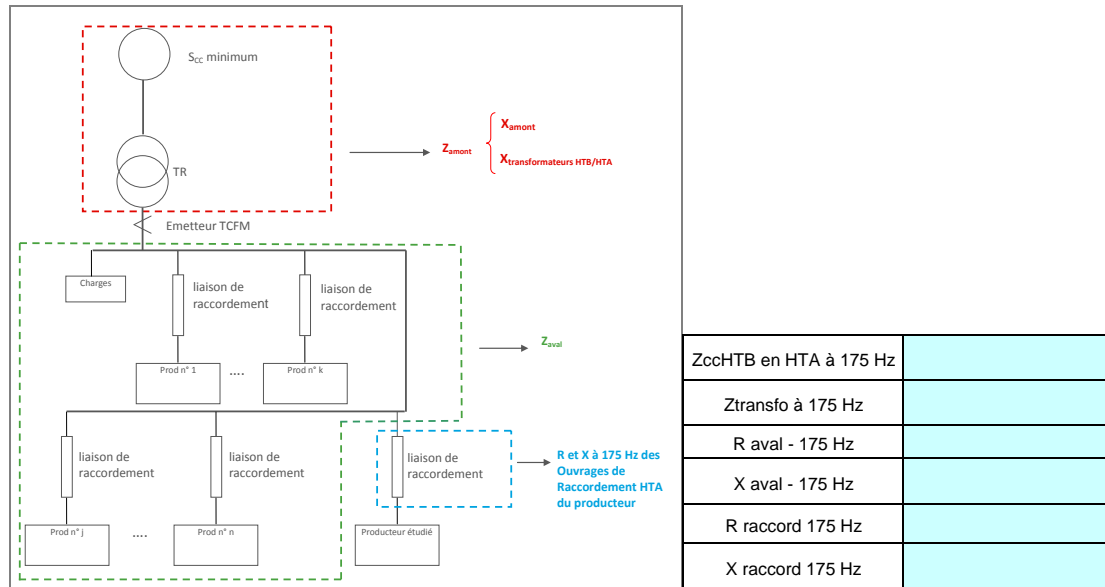 S_CC minimum
X_amont
Z_amont
X_transformateurs HTB/HTA
TR
Emetteur TCFM
Charges
liaison de
raccordement
liaison de
raccordement
Z_aval
Prod n° 1
....
Prod n° k
liaison de
raccordement
liaison de
raccordement
liaison de
raccordement
R et X à 175 Hz des
Ouvrages de
Raccordement HTA
du producteur
Prod n° j
....
Prod n° n
Producteur étudié
ZccHTB en HTA à 175 Hz
Ztransfo à 175 Hz
R aval - 175 Hz
X aval - 175 Hz
R raccord 175 Hz
X raccord 175 Hz